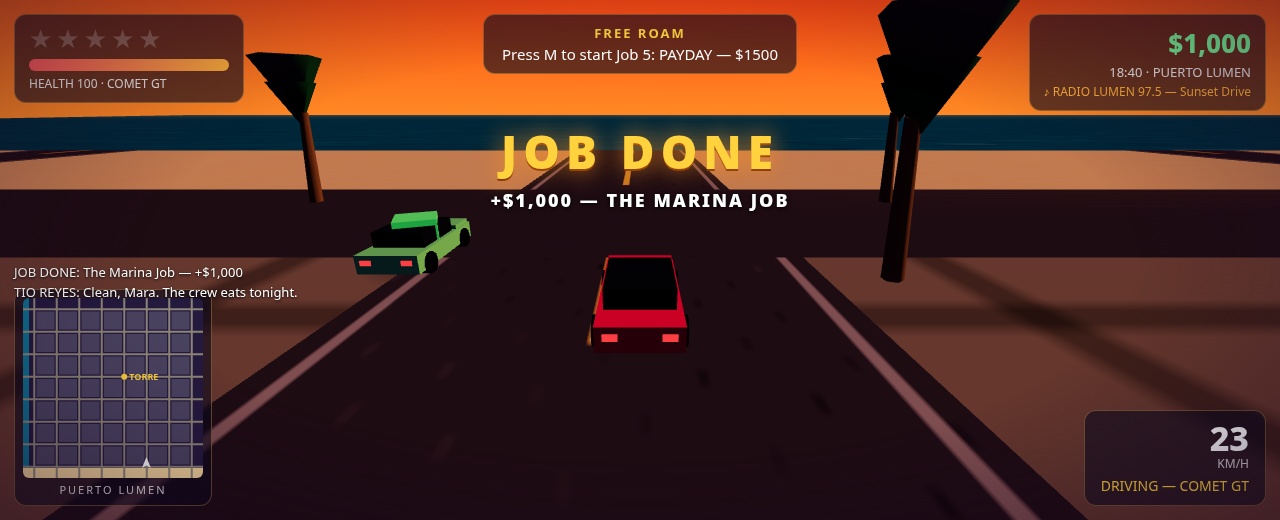 ★★★★★
HEALTH 100 · COMET GT
FREE ROAM
Press M to start Job 5: PAYDAY — $1500
$1,000
18:40 · PUERTO LUMEN
♪ RADIO LUMEN 97.5 — Sunset Drive
JOB DONE
+$1,000 — THE MARINA JOB
JOB DONE: The Marina Job — +$1,000
TIO REYES: Clean, Mara. The crew eats tonight.
TORRE
PUERTO LUMEN
23
KM/H
DRIVING — COMET GT